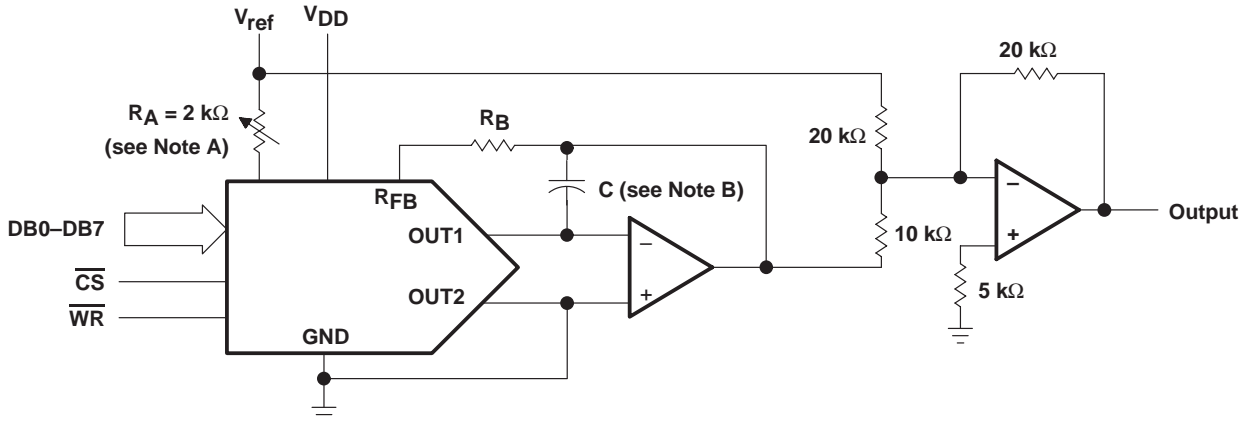 Vref
VDD
20 kΩ
RA = 2 kΩ
(see Note A)
RB
20 kΩ
C (see Note B)
RFB
–
Output
DB0–DB7
OUT1
–
+
10 kΩ
CS
OUT2
+
5 kΩ
WR
GND